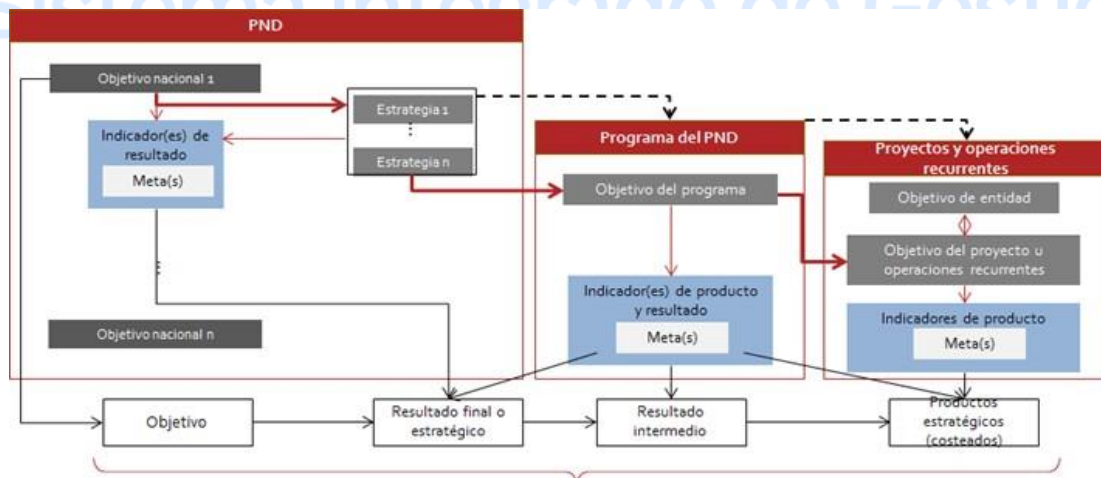 PND
Objetivo nacional 1
Indicador(es) de
resultado
Meta(s)
Estrategia 1
Estrategia n
Objetivo nacional n
Programa del PND
Objetivo del programa
Indicador(es) de producto
y resultado
Meta(s)
Proyectos y operaciones
recurrentes
Objetivo de entidad
Objetivo del proyecto u
operaciones recurrentes
Indicadores de producto
Meta(s)
Objetivo
Resultado final o
estratégico
Resultado
intermedio
Productos
estratégicos
(costeados)